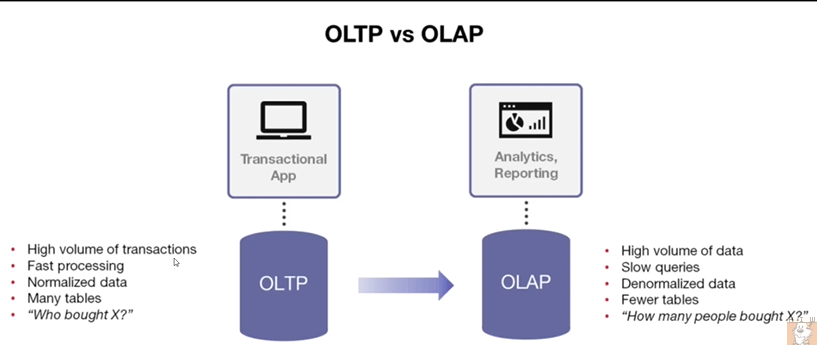 OLTP vs OLAP
Transactional
App
Analytics,
Reporting
• High volume of transactions
• Fast processing
• Normalized data
• Many tables
• “Who bought X?”
OLTP
OLAP
• High volume of data
• Slow queries
• Denormalized data
• Fewer tables
• “How many people bought X?”